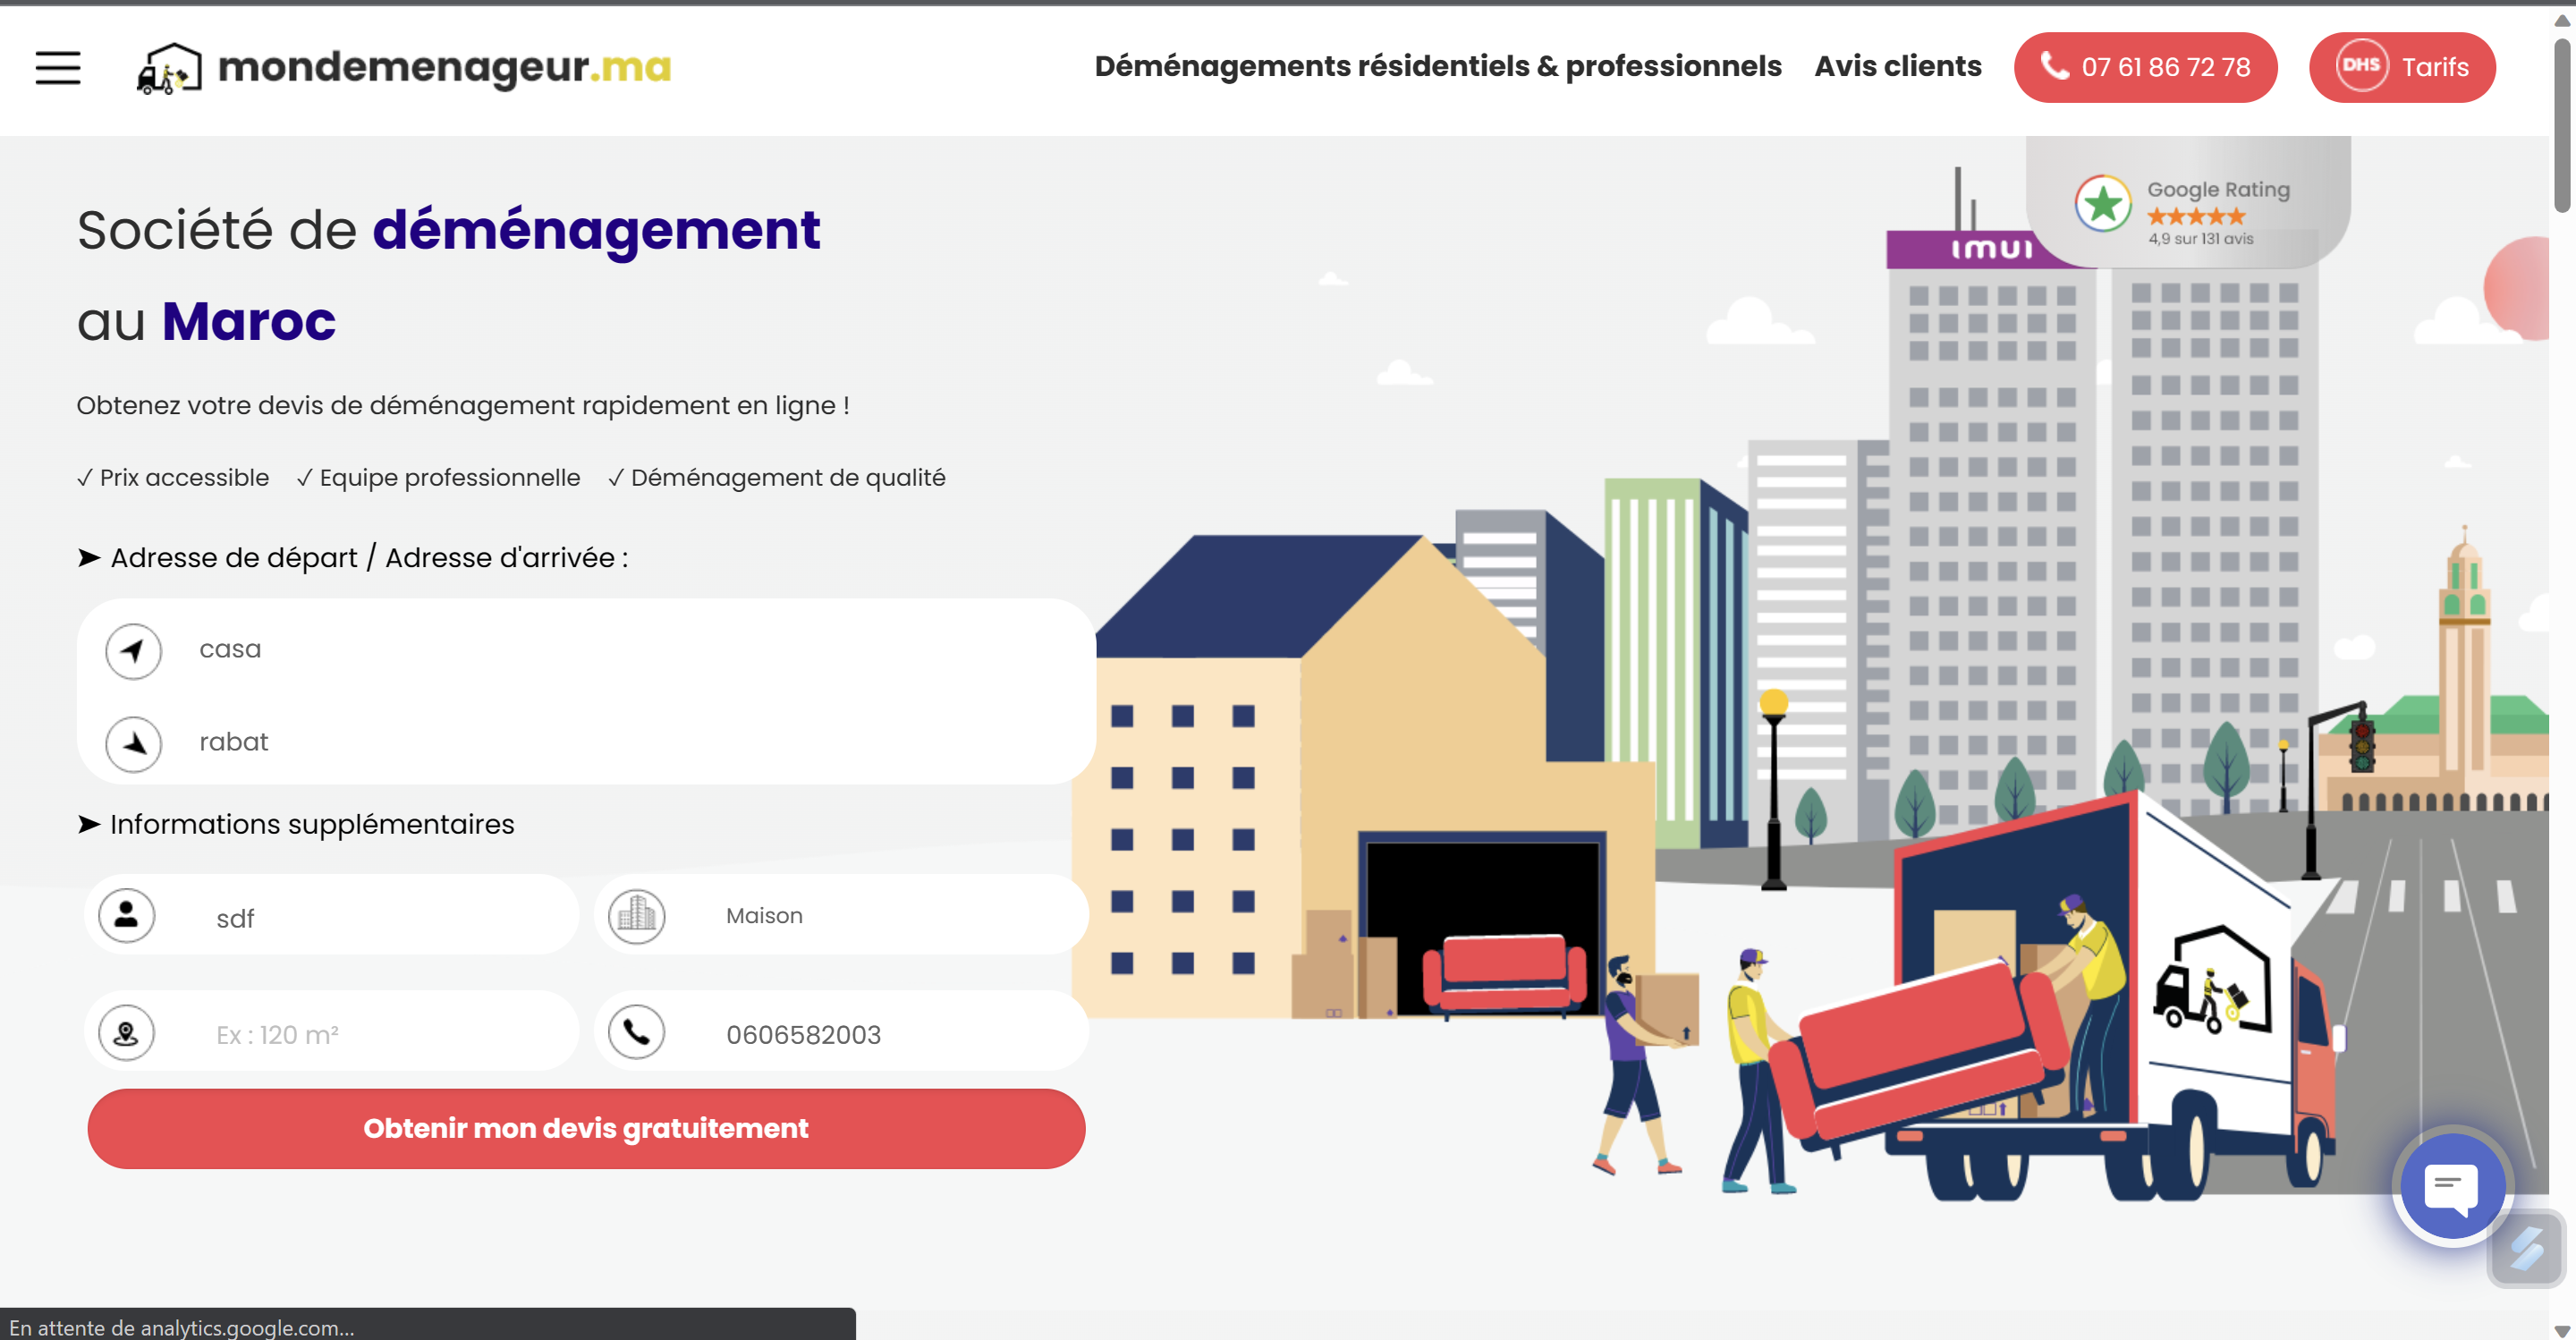 mondemenageur.ma
Déménagements résidentiels & professionnels
Avis clients
07 61 86 72 78
DHS Tarifs
Google Rating
4,9 sur 131 avis
ımuı
Société de déménagement
au Maroc
Obtenez votre devis de déménagement rapidement en ligne !
✓ Prix accessible ✓ Equipe professionnelle ✓ Déménagement de qualité
➤ Adresse de départ / Adresse d'arrivée :
casa
rabat
➤ Informations supplémentaires
sdf
Maison
Ex : 120 m²
0606582003
Obtenir mon devis gratuitement
En attente de analytics.google.com...